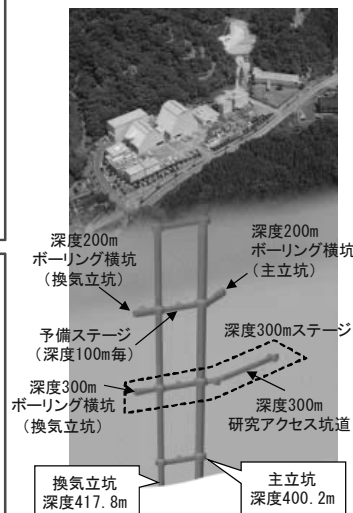 深度200m
ボーリング横坑
（換気立坑）
深度200m
ボーリング横坑
（主立坑）
予備ステージ
（深度100m毎）
深度300mステージ
深度300m
ボーリング横坑
（換気立坑）
深度300m
研究アクセス坑道
換気立坑
深度417.8m
主立坑
深度400.2m